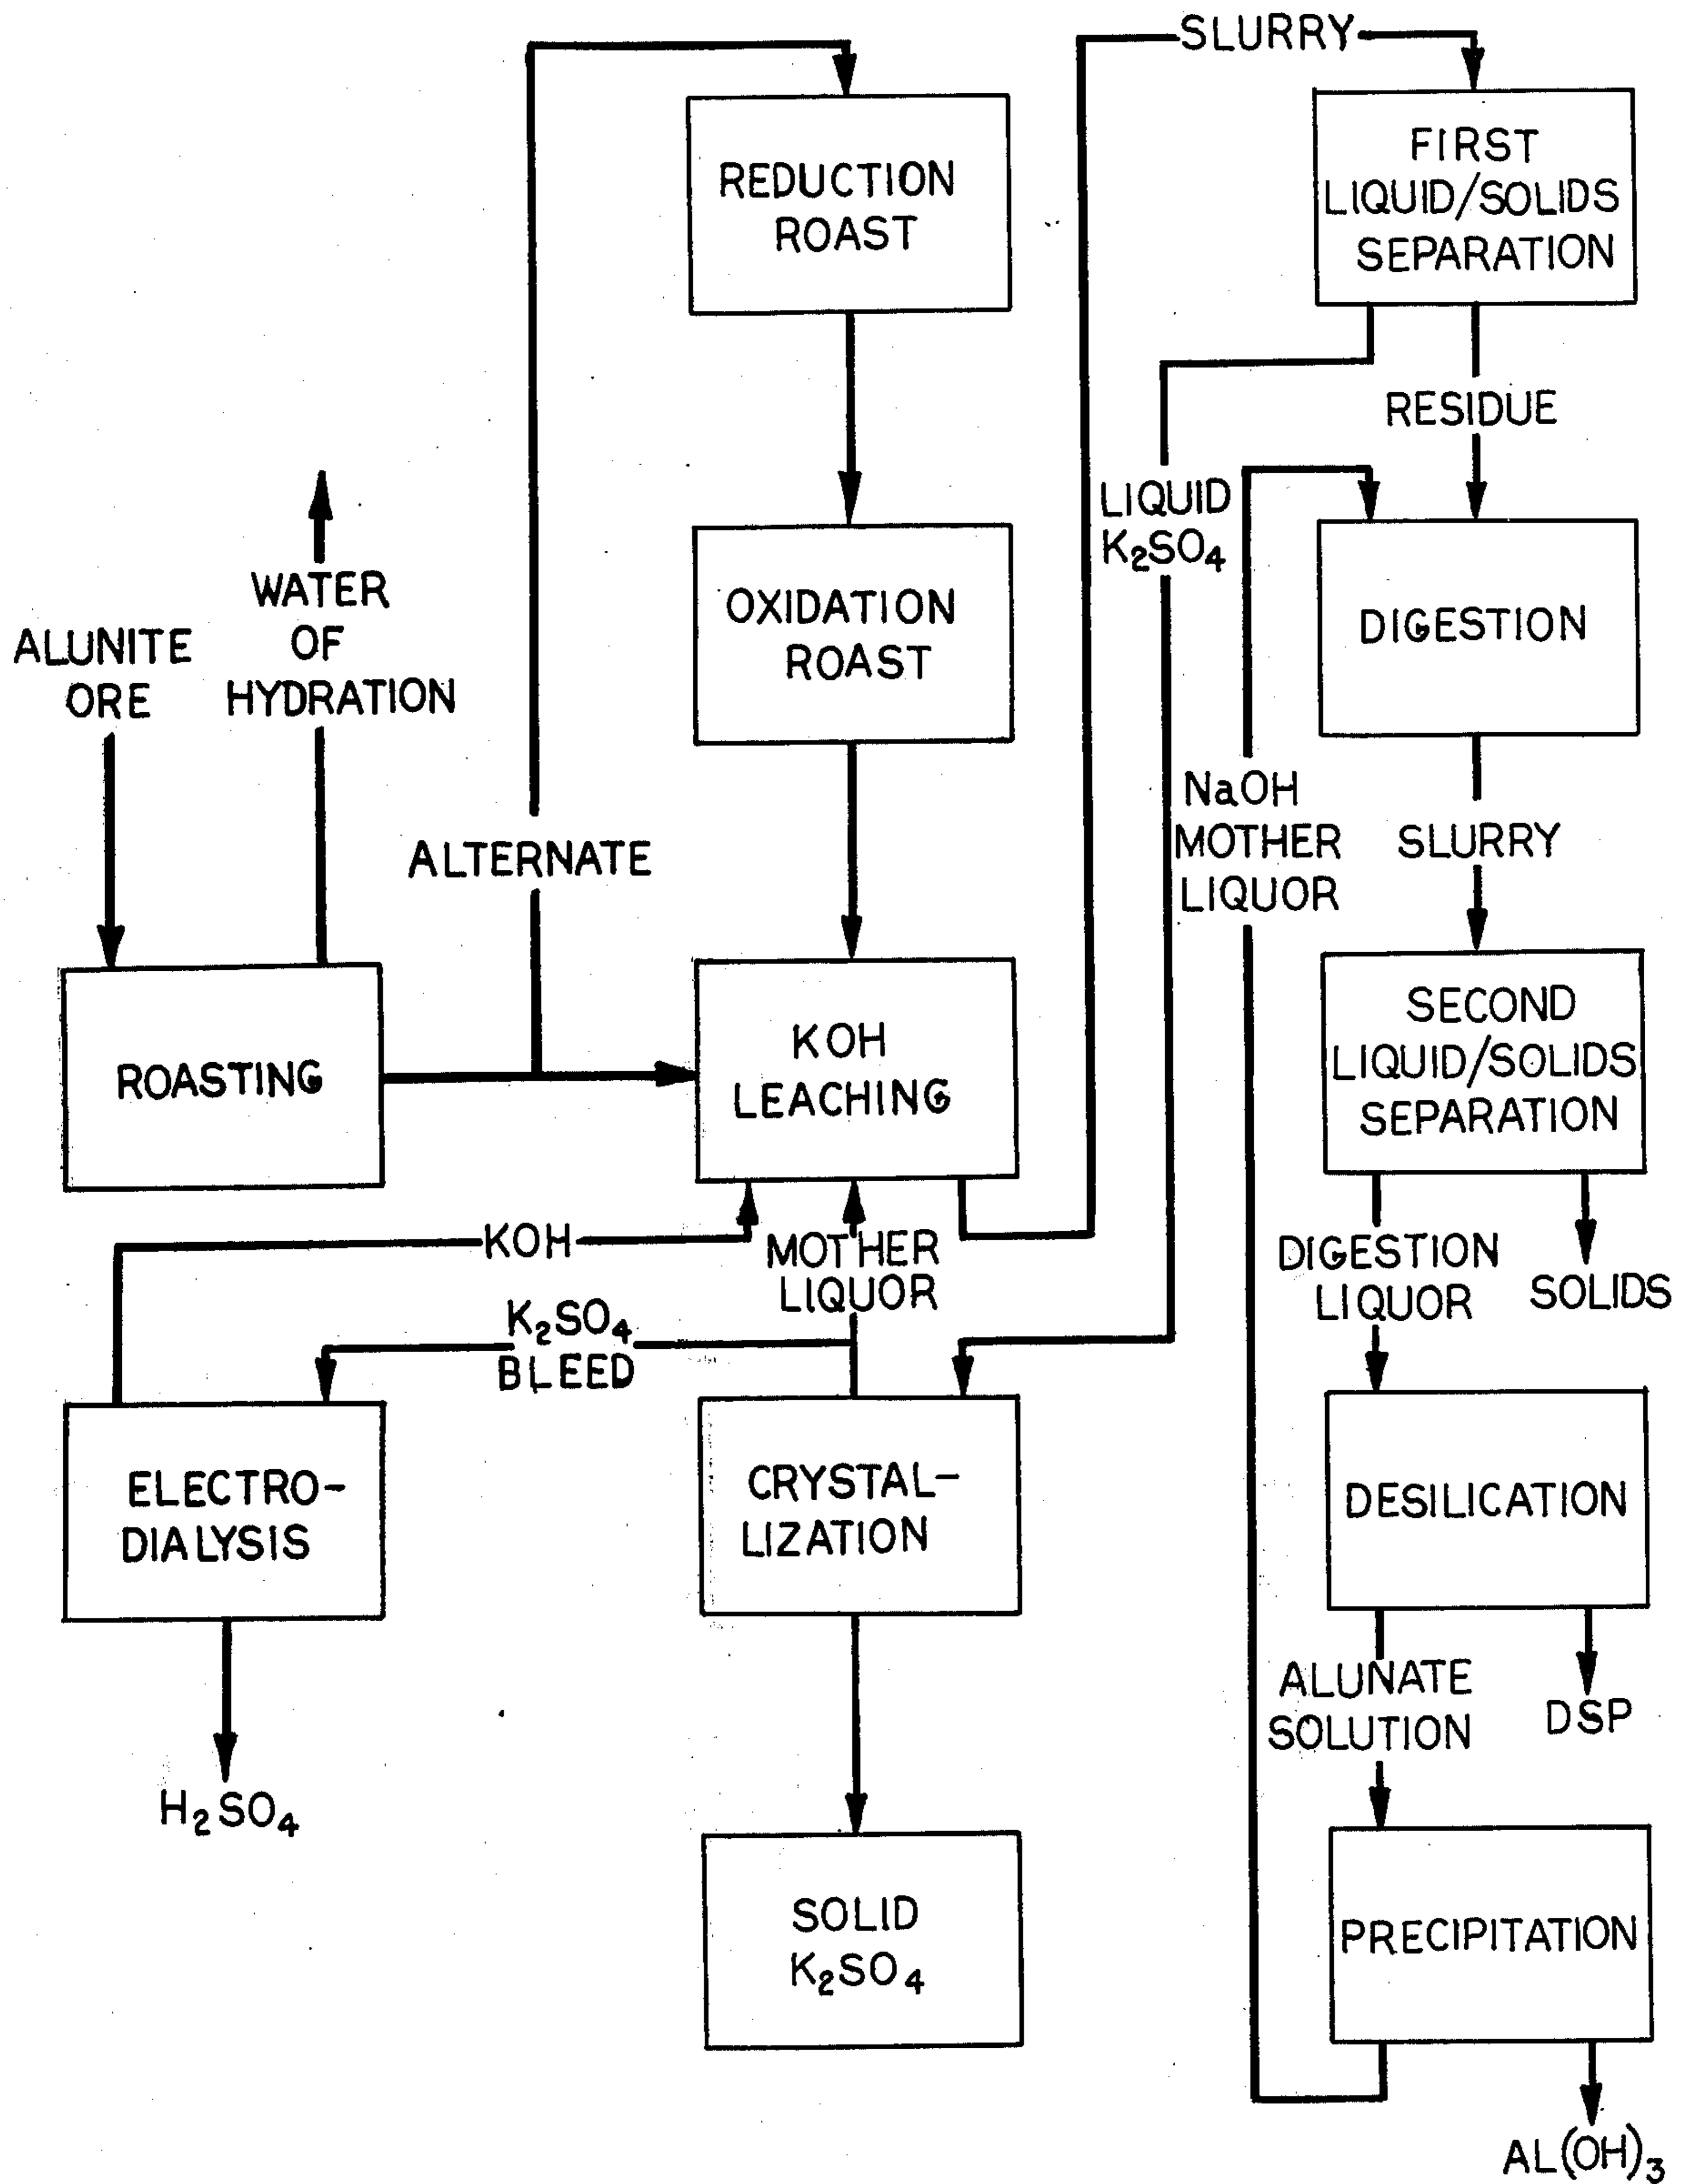 SLURRY
REDUCTION
ROAST
FIRST
LIQUID/SOLIDS
SEPARATION
RESIDUE
LIQUID
K₂SO₄
WATER
OF
HYDRATION
ALUNITE
ORE
OXIDATION
ROAST
DIGESTION
ALTERNATE
NaOH
MOTHER
LIQUOR
SLURRY
ROASTING
KOH
LEACHING
SECOND
LIQUID/SOLIDS
SEPARATION
KOH
MOTHER
LIQUOR
DIGESTION
LIQUOR
SOLIDS
K₂SO₄
BLEED
ELECTRO-
DIALYSIS
CRYSTAL-
LIZATION
DESILICATION
ALUNATE
SOLUTION
DSP
H₂SO₄
SOLID
K₂SO₄
PRECIPITATION
AL(OH)₃